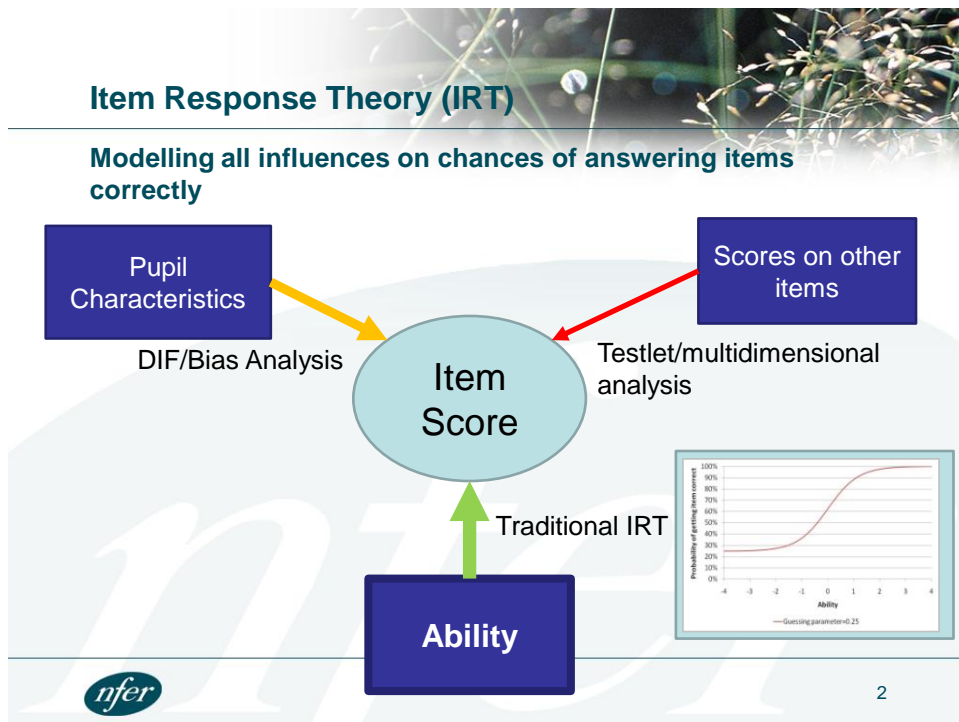 Item Response Theory (IRT)
Modelling all influences on chances of answering items
correctly
Pupil
Characteristics
Scores on other
items
DIF/Bias Analysis
Testlet/multidimensional
analysis
Item
Score
Traditional IRT
Ability
Probability of getting item correct
100%
90%
80%
70%
60%
50%
40%
30%
20%
10%
0%
-4 -3 -2 -1 0 1 2 3 4
Ability
Guessing parameter=0.25
nfer
nfer
2